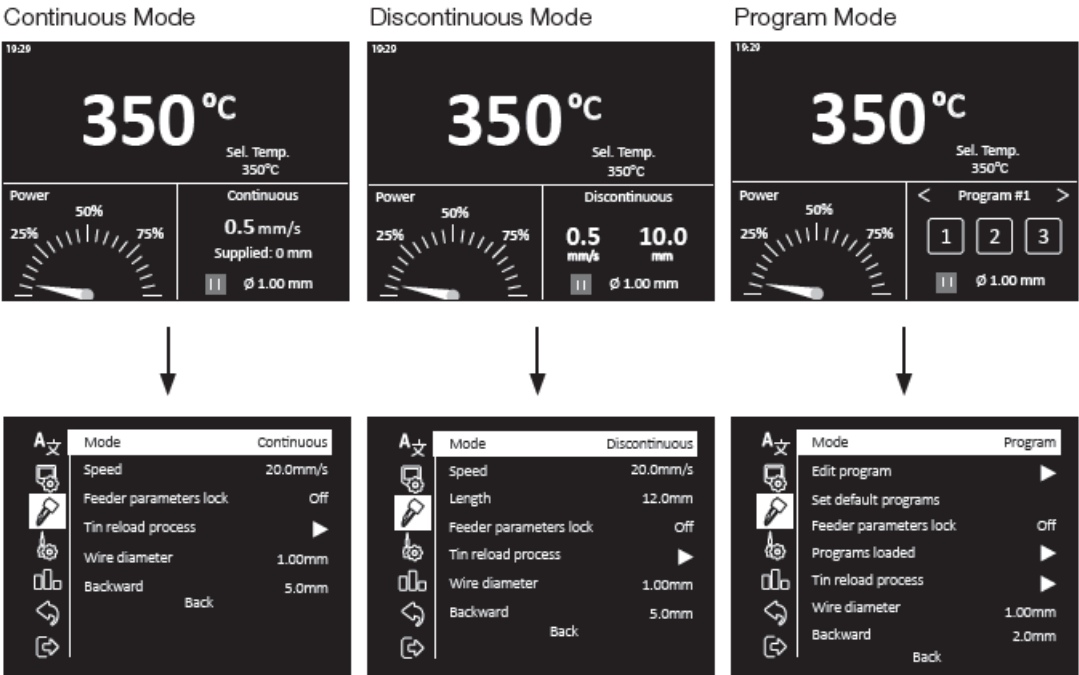 Continuous Mode
19:29
350°C
Sel. Temp.
350°C
Power
25%
50%
75%
Continuous
0.5 mm/s
Supplied: 0 mm
Ø 1.00 mm
Discontinuous Mode
19:29
350°C
Sel. Temp.
350°C
Power
25%
50%
75%
Discontinuous
0.5 10.0
mm/s mm
Ø 1.00 mm
Program Mode
19:29
350°C
Sel. Temp.
350°C
Power
25%
50%
75%
< Program #1 >
1 2 3
Ø 1.00 mm
Mode Continuous
Speed 20.0mm/s
Feeder parameters lock Off
Tin reload process
Wire diameter 1.00mm
Backward 5.0mm
Back
Mode Discontinuous
Speed 20.0mm/s
Length 12.0mm
Feeder parameters lock Off
Tin reload process
Wire diameter 1.00mm
Backward 5.0mm
Back
Mode Program
Edit program
Set default programs
Feeder parameters lock Off
Programs loaded
Tin reload process
Wire diameter 1.00mm
Backward 2.0mm
Back